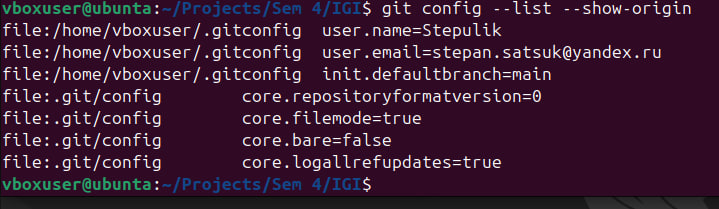 vboxuser@ubunta:~/Projects/Sem 4/IGI$ git config --list --show-origin
file:/home/vboxuser/.gitconfig  user.name=Stepulik
file:/home/vboxuser/.gitconfig  user.email=stepan.satsuk@yandex.ru
file:/home/vboxuser/.gitconfig  init.defaultbranch=main
file:.git/config        core.repositoryformatversion=0
file:.git/config        core.filemode=true
file:.git/config        core.bare=false
file:.git/config        core.logallrefupdates=true
vboxuser@ubunta:~/Projects/Sem 4/IGI$